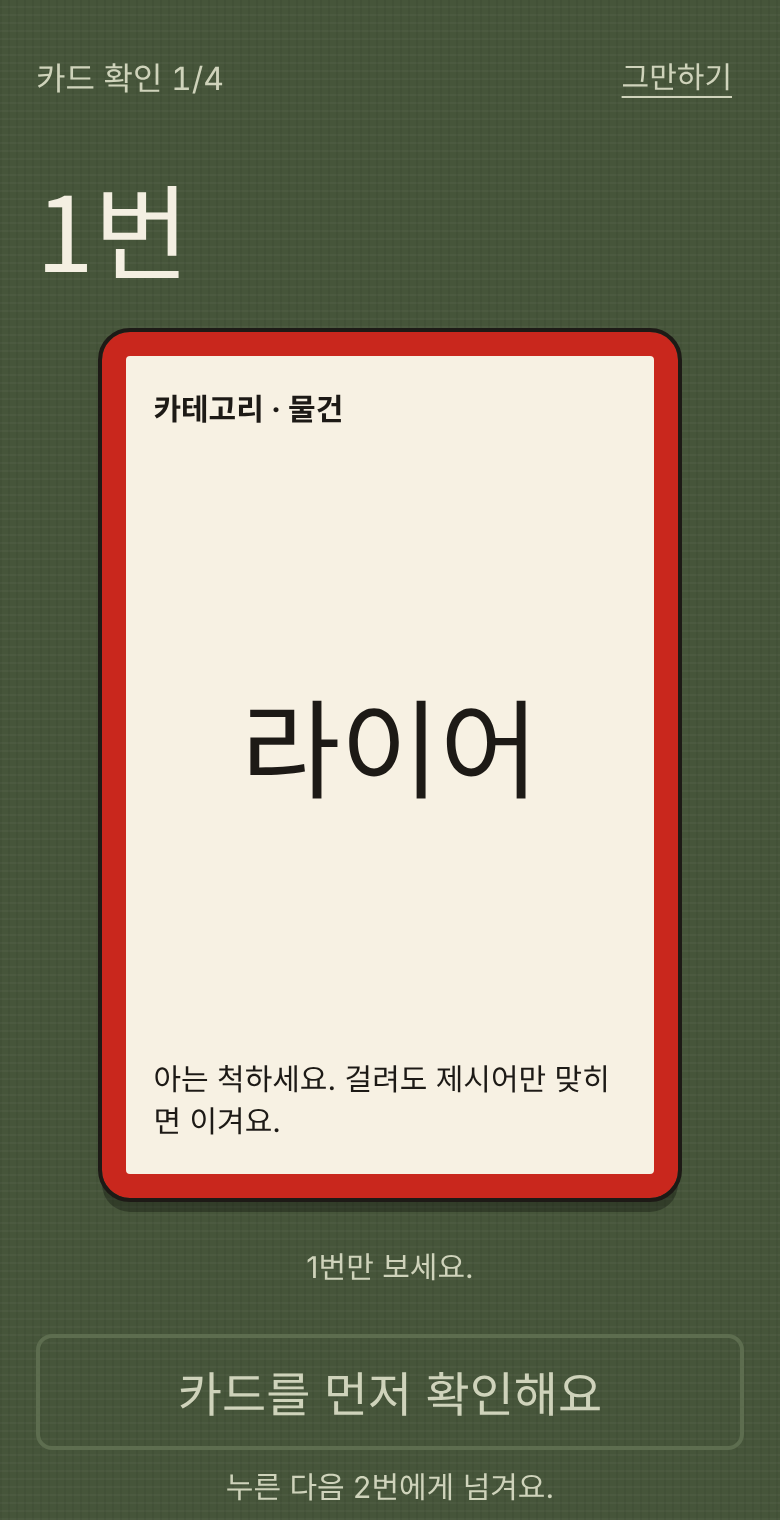 카드 확인 1/4
그만하기
1번
카테고리 · 물건
라이어
아는 척하세요. 걸려도 제시어만 맞히
면 이겨요.
1번만 보세요.
카드를 먼저 확인해요
누른 다음 2번에게 넘겨요.